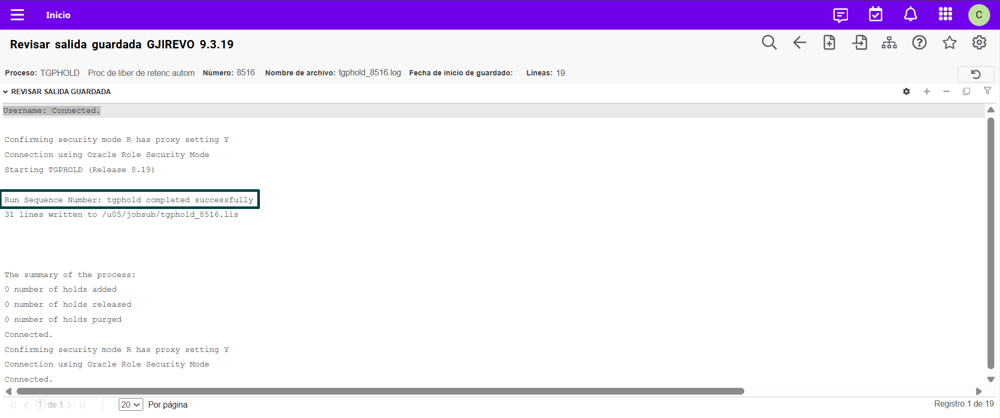 Inicio
C
Revisar salida guardada GJIREVO 9.3.19
Proceso: TGPHOLD Proc de liber de retenc autom Número: 8516 Nombre de archivo: tgphold_8516.log Fecha de inicio de guardado: Líneas: 19
REVISAR SALIDA GUARDADA
Username: Connected.
Confirming security mode R has proxy setting Y
Connection using Oracle Role Security Mode
Starting TGPHOLD (Release 8.19)
Run Sequence Number: tgphold completed successfully
31 lines written to /u05/jobsub/tgphold_8516.lis
The summary of the process:
0 number of holds added
0 number of holds released
0 number of holds purged
Connected.
Confirming security mode R has proxy setting Y
Connection using Oracle Role Security Mode
Connected.
1 de 1 20 Por página Registro 1 de 19